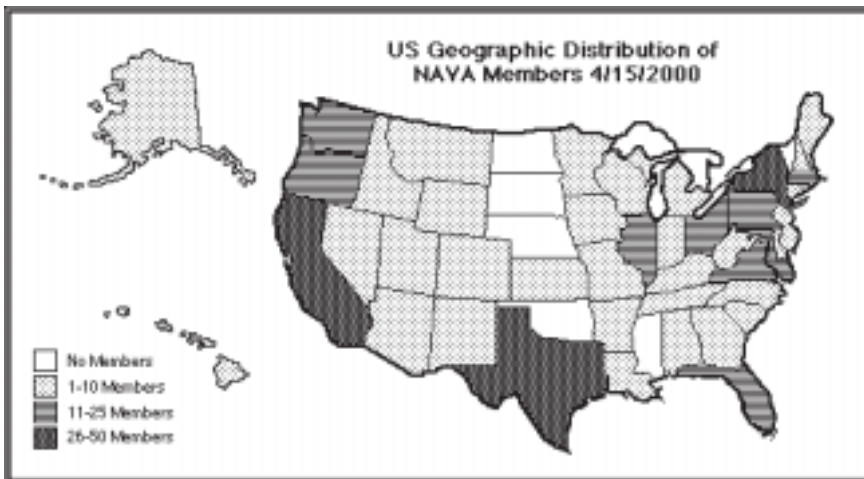 US Geographic Distribution of
NAVA Members 4/15/2000
No Members
1-10 Members
11-25 Members
26-50 Members